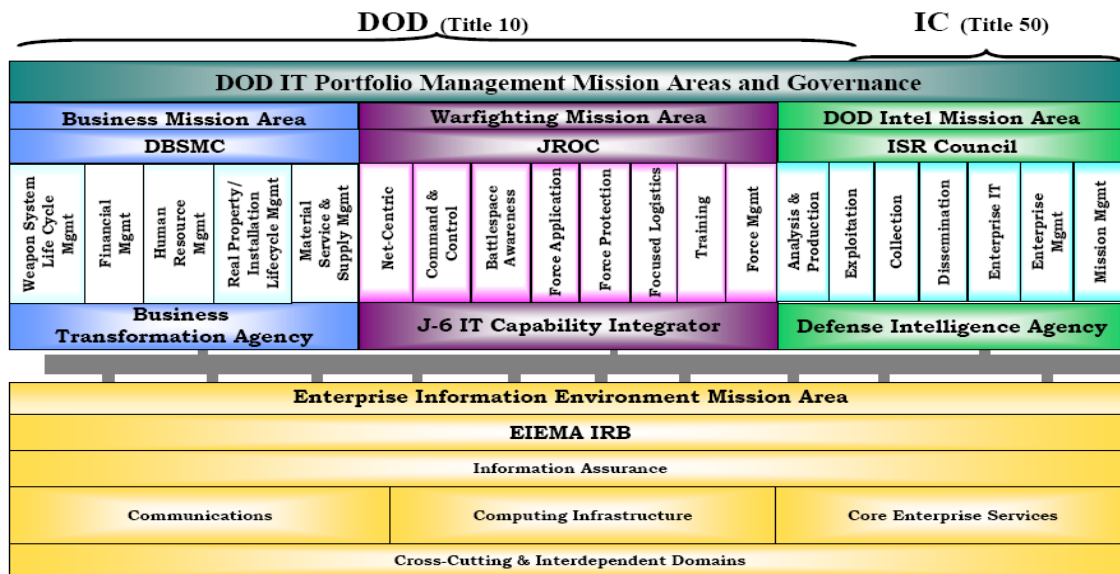 DOD (Title 10)
IC (Title 50)
DOD IT Portfolio Management Mission Areas and Governance
Business Mission Area
Warfighting Mission Area
DOD Intel Mission Area
DBSMC
JROC
ISR Council
Weapon System
Life Cycle
Mgmt
Financial
Mgmt
Human
Resource
Mgmt
Real Property/
Installation
Lifecycle Mgmt
Material
Service &
Supply Mgmt
Net-Centric
Command &
Control
Battlespace
Awareness
Force Application
Force Protection
Focused Logistics
Training
Force Mgmt
Analysis &
Production
Exploitation
Collection
Dissemination
Enterprise IT
Enterprise
Mgmt
Mission Mgmt
Business
Transformation Agency
J-6 IT Capability Integrator
Defense Intelligence Agency
Enterprise Information Environment Mission Area
EIEMA IRB
Information Assurance
Communications
Computing Infrastructure
Core Enterprise Services
Cross-Cutting & Interdependent Domains